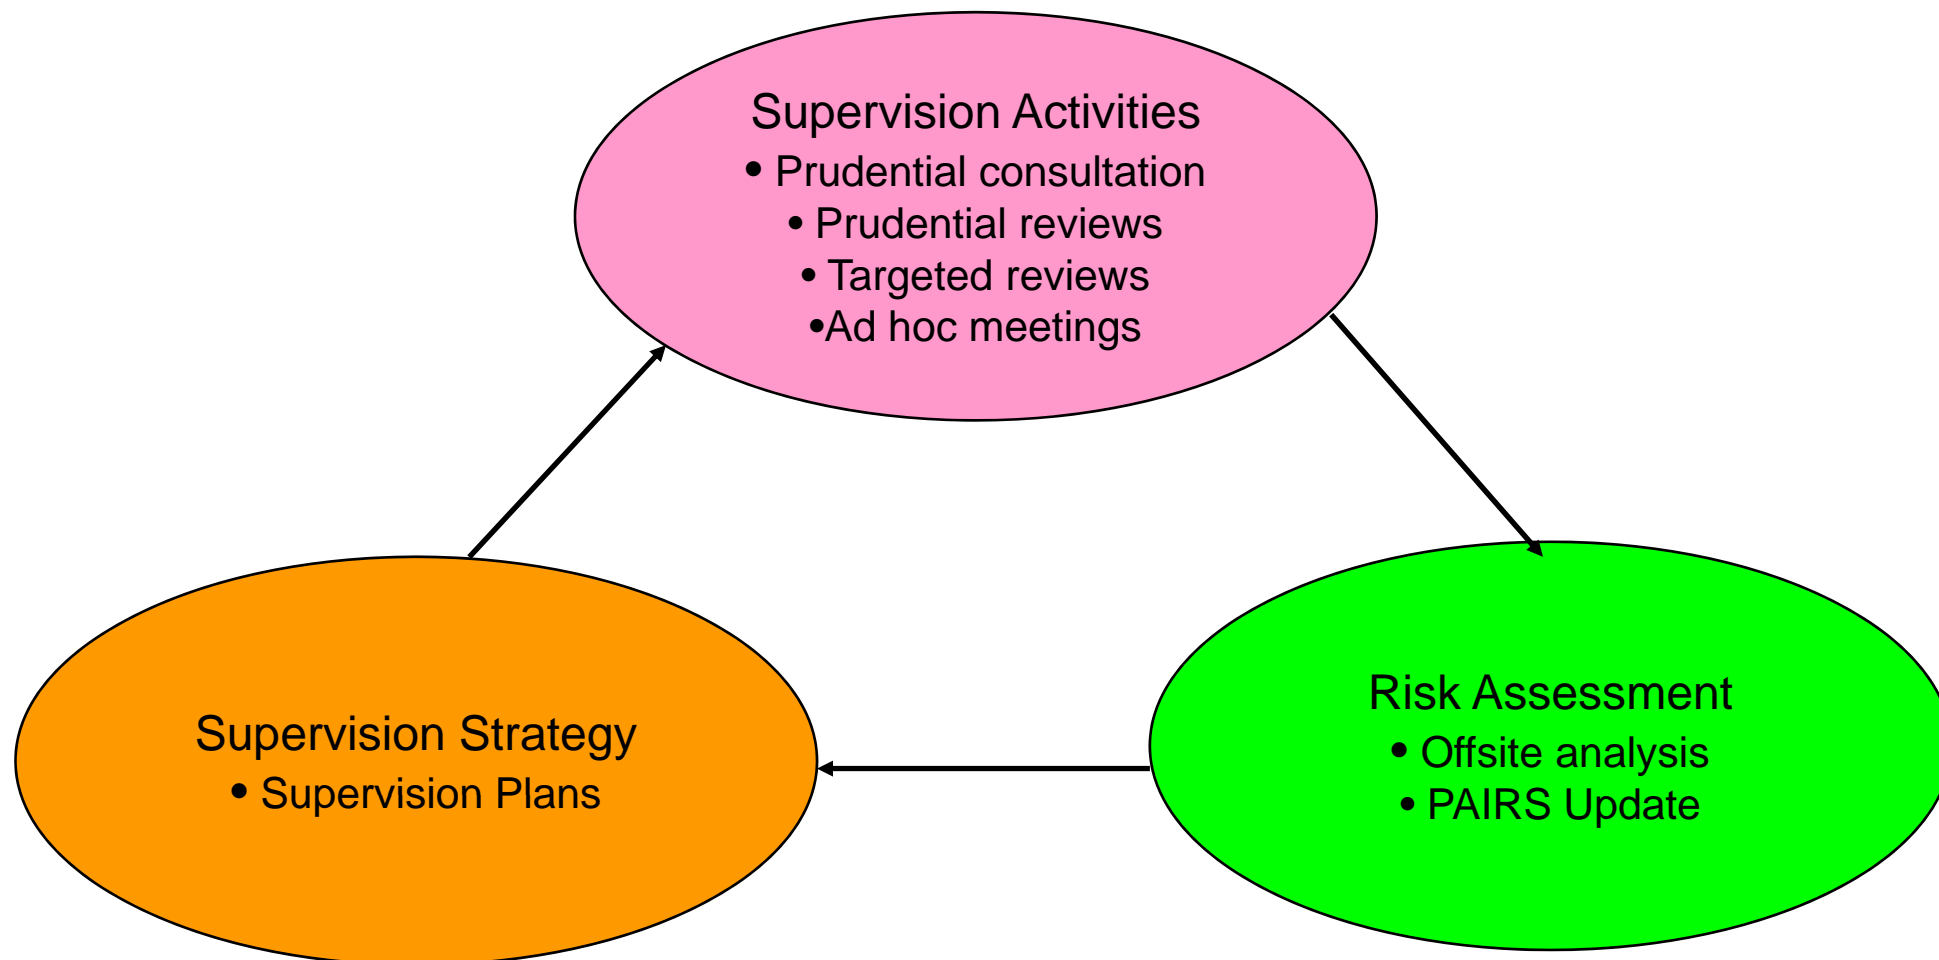 Supervision Activities
• Prudential consultation
• Prudential reviews
• Targeted reviews
•Ad hoc meetings
Supervision Strategy
• Supervision Plans
Risk Assessment
• Offsite analysis
• PAIRS Update